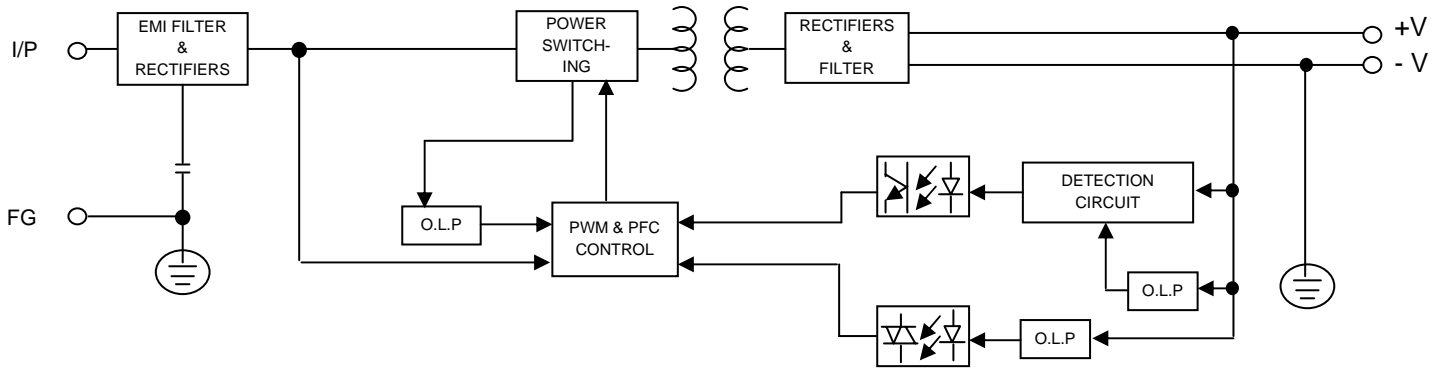 I/P
EMI FILTER
&
RECTIFIERS
POWER
SWITCH-
ING
RECTIFIERS
&
FILTER
+V
- V
FG
O.L.P
PWM & PFC
CONTROL
DETECTION
CIRCUIT
O.L.P
O.L.P